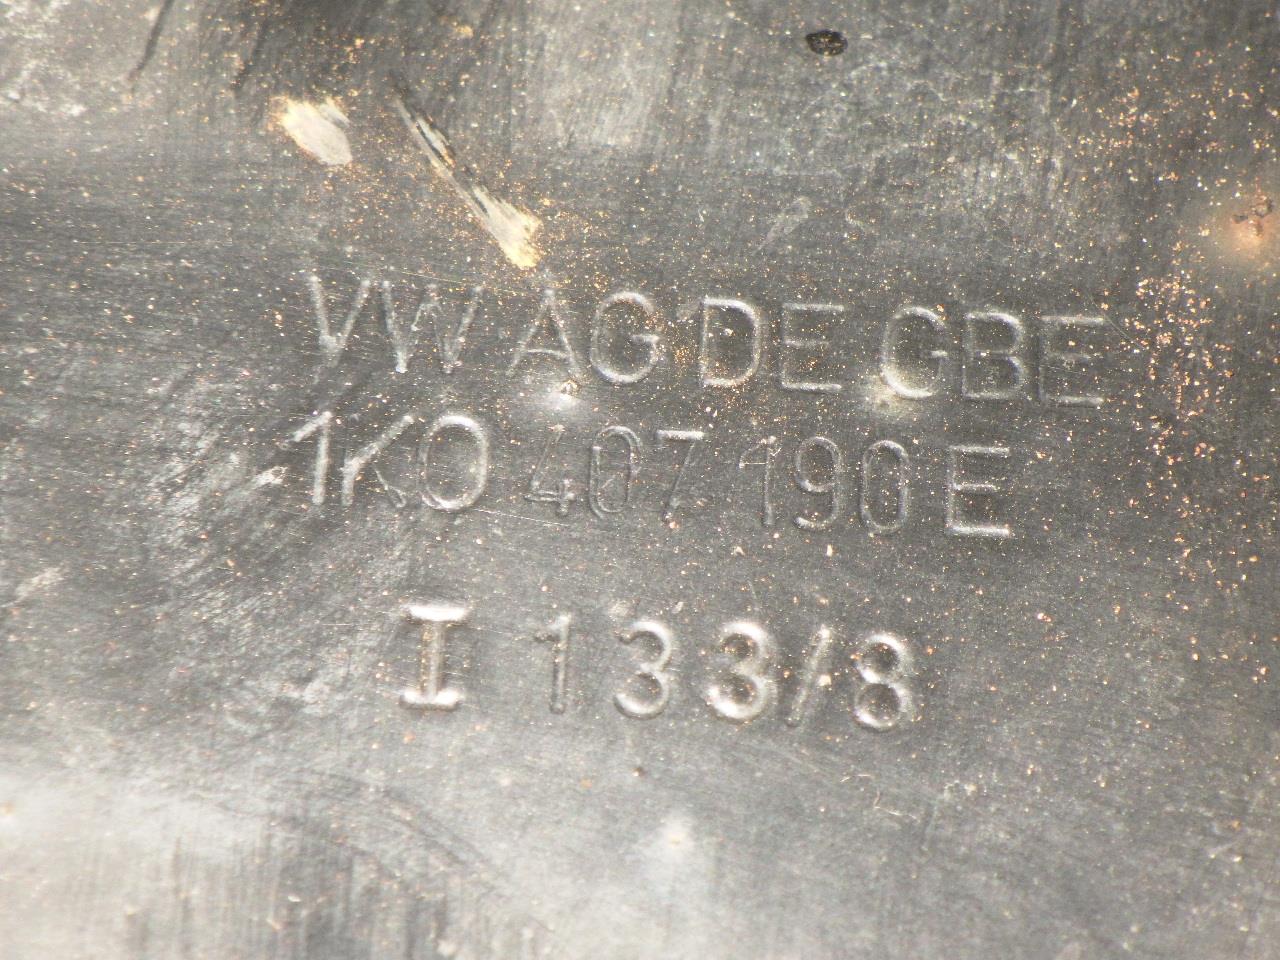 VW AG DE GBE
1K0 407 190 E
I 133/8